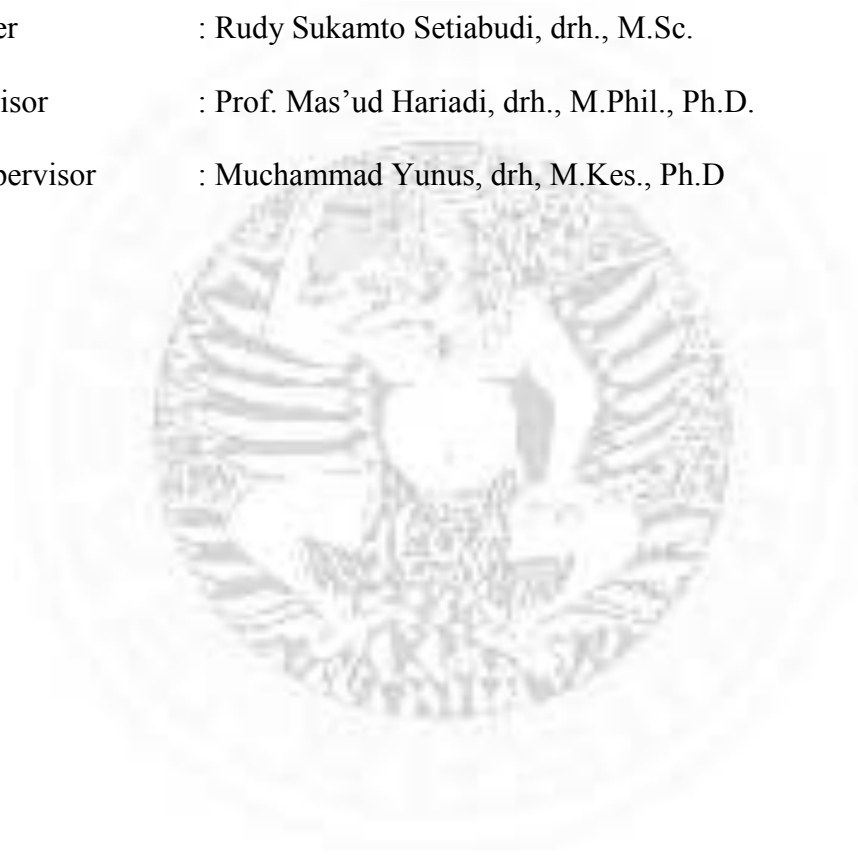 er : Rudy Sukamto Setiabudi, drh., M.Sc.
isor : Prof. Mas’ud Hariadi, drh., M.Phil., Ph.D.
pervisor : Muchammad Yunus, drh, M.Kes., Ph.D